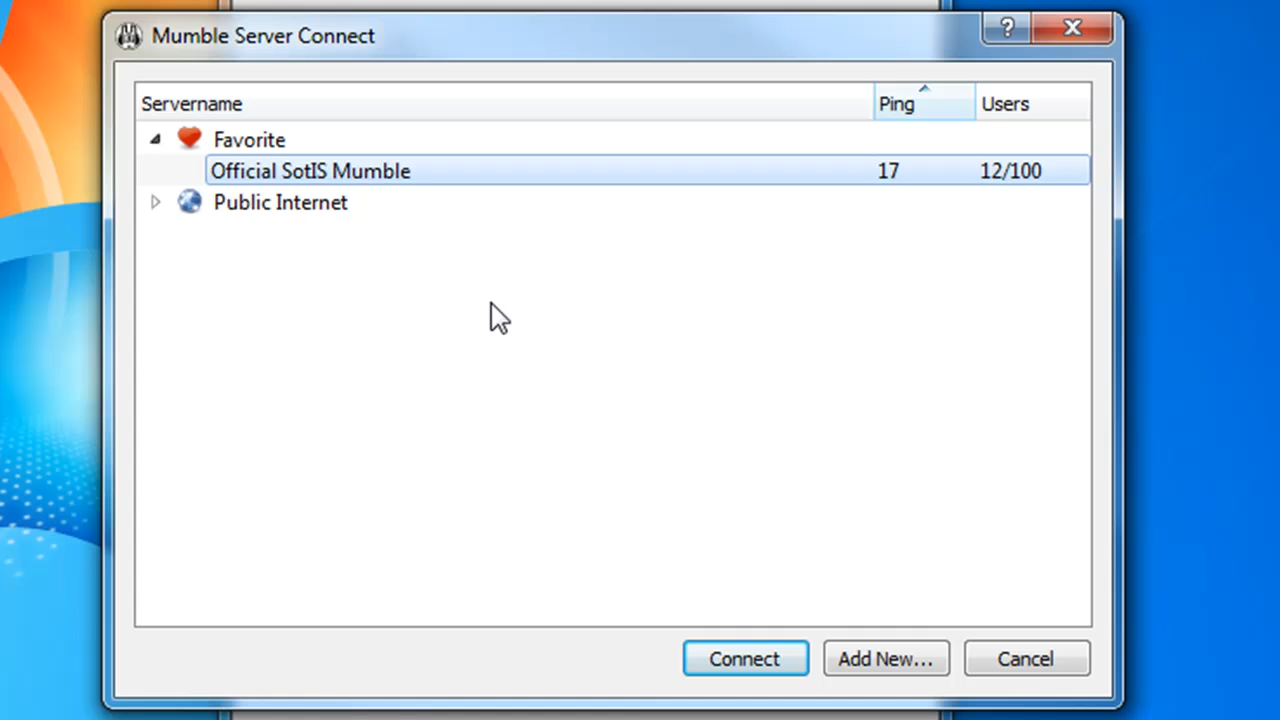 Mumble Server Connect
?
Servername Ping Users
Favorite
Official SotIS Mumble 17 12/100
Public Internet
Connect Add New... Cancel